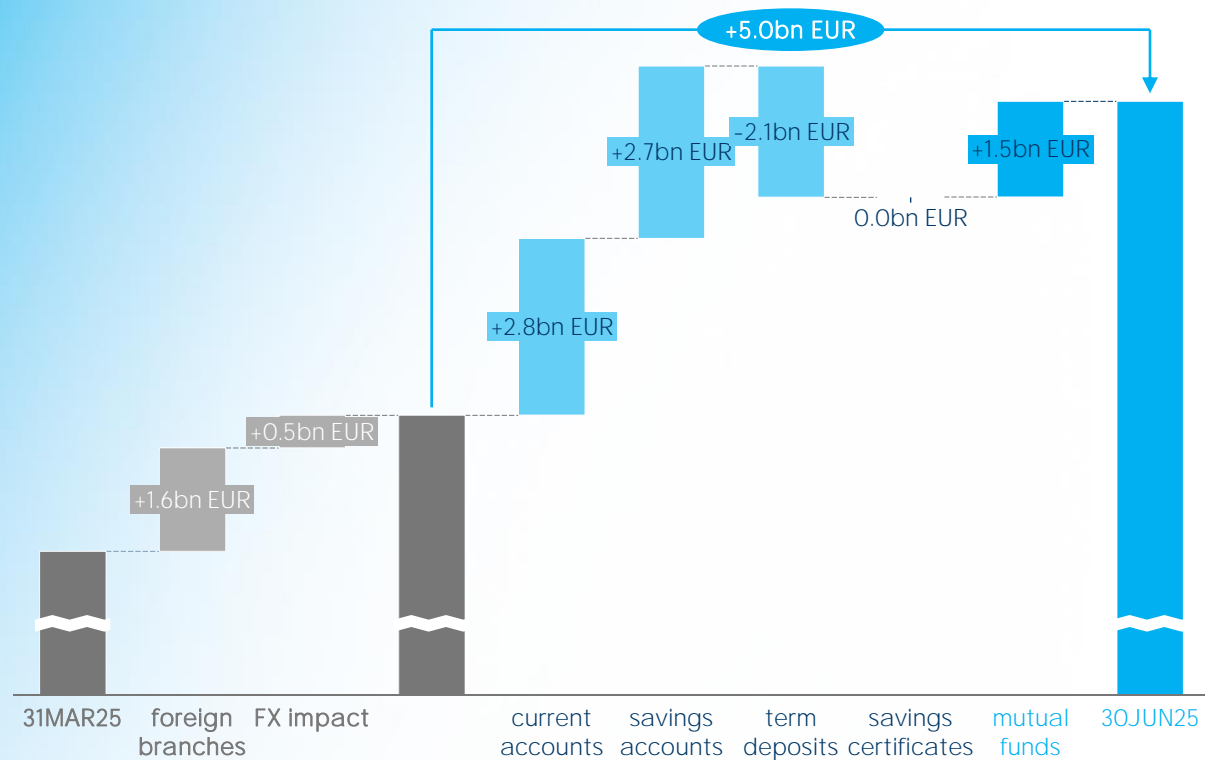 +5.0bn EUR
-2.1bn EUR
+2.7bn EUR
+1.5bn EUR
0.0bn EUR
+2.8bn EUR
+0.5bn EUR
+1.6bn EUR
31MAR25
foreign
branches
FX impact
current
accounts
savings
accounts
term
deposits
savings
certificates
mutual
funds
30JUN25